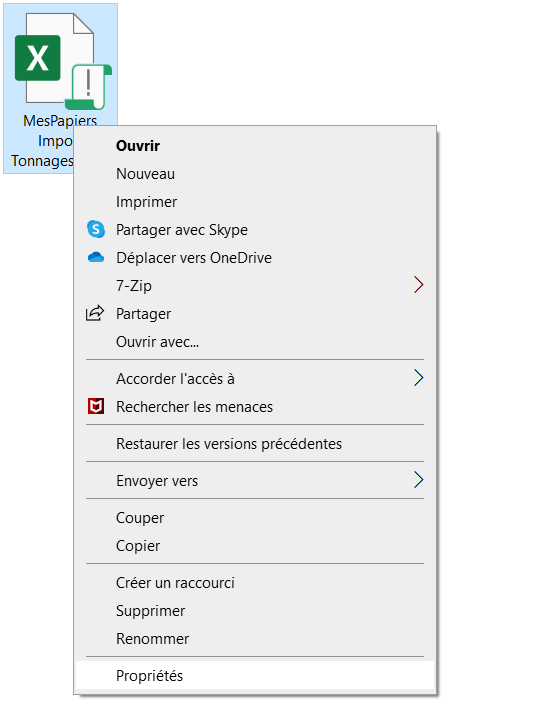 X
!
MesPapiers
Impo
Tonnages
Ouvrir
Nouveau
Imprimer
S
Partager avec Skype
Déplacer vers OneDrive
7-Zip
Partager
Ouvrir avec...
Accorder l'accès à
Rechercher les menaces
Restaurer les versions précédentes
Envoyer vers
Couper
Copier
Créer un raccourci
Supprimer
Renommer
Propriétés